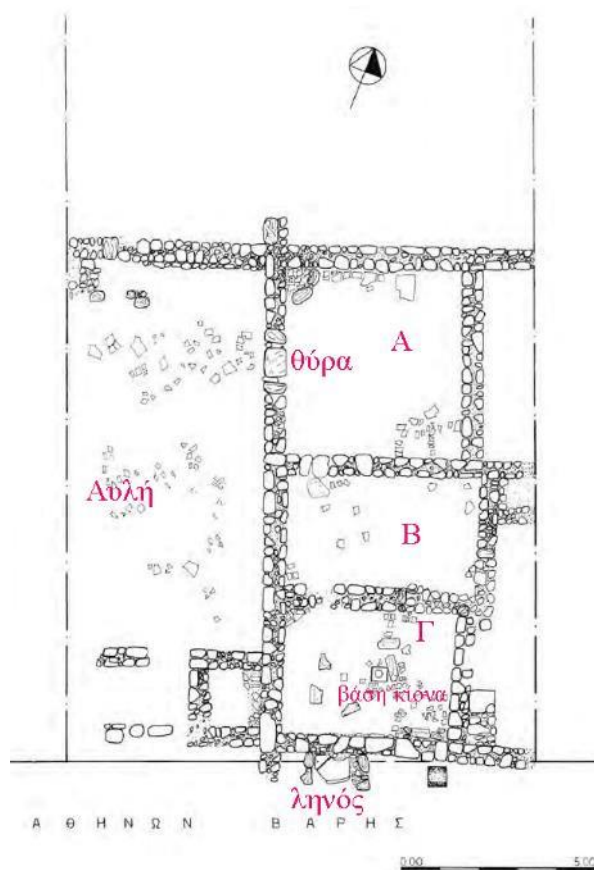 Α
θύρα
Αυλή
Β
Γ
βάση κίονα
ληνός
Α Θ Η Ν Ω Ν Β Α Ρ Η Σ
0.00 5.00